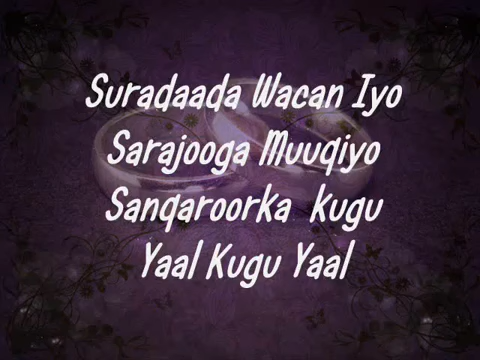 Suradaada Wacan Iyo
Sarajooga Muuqiyo
Sanqaroorka kugu
Yaal Kugu Yaal